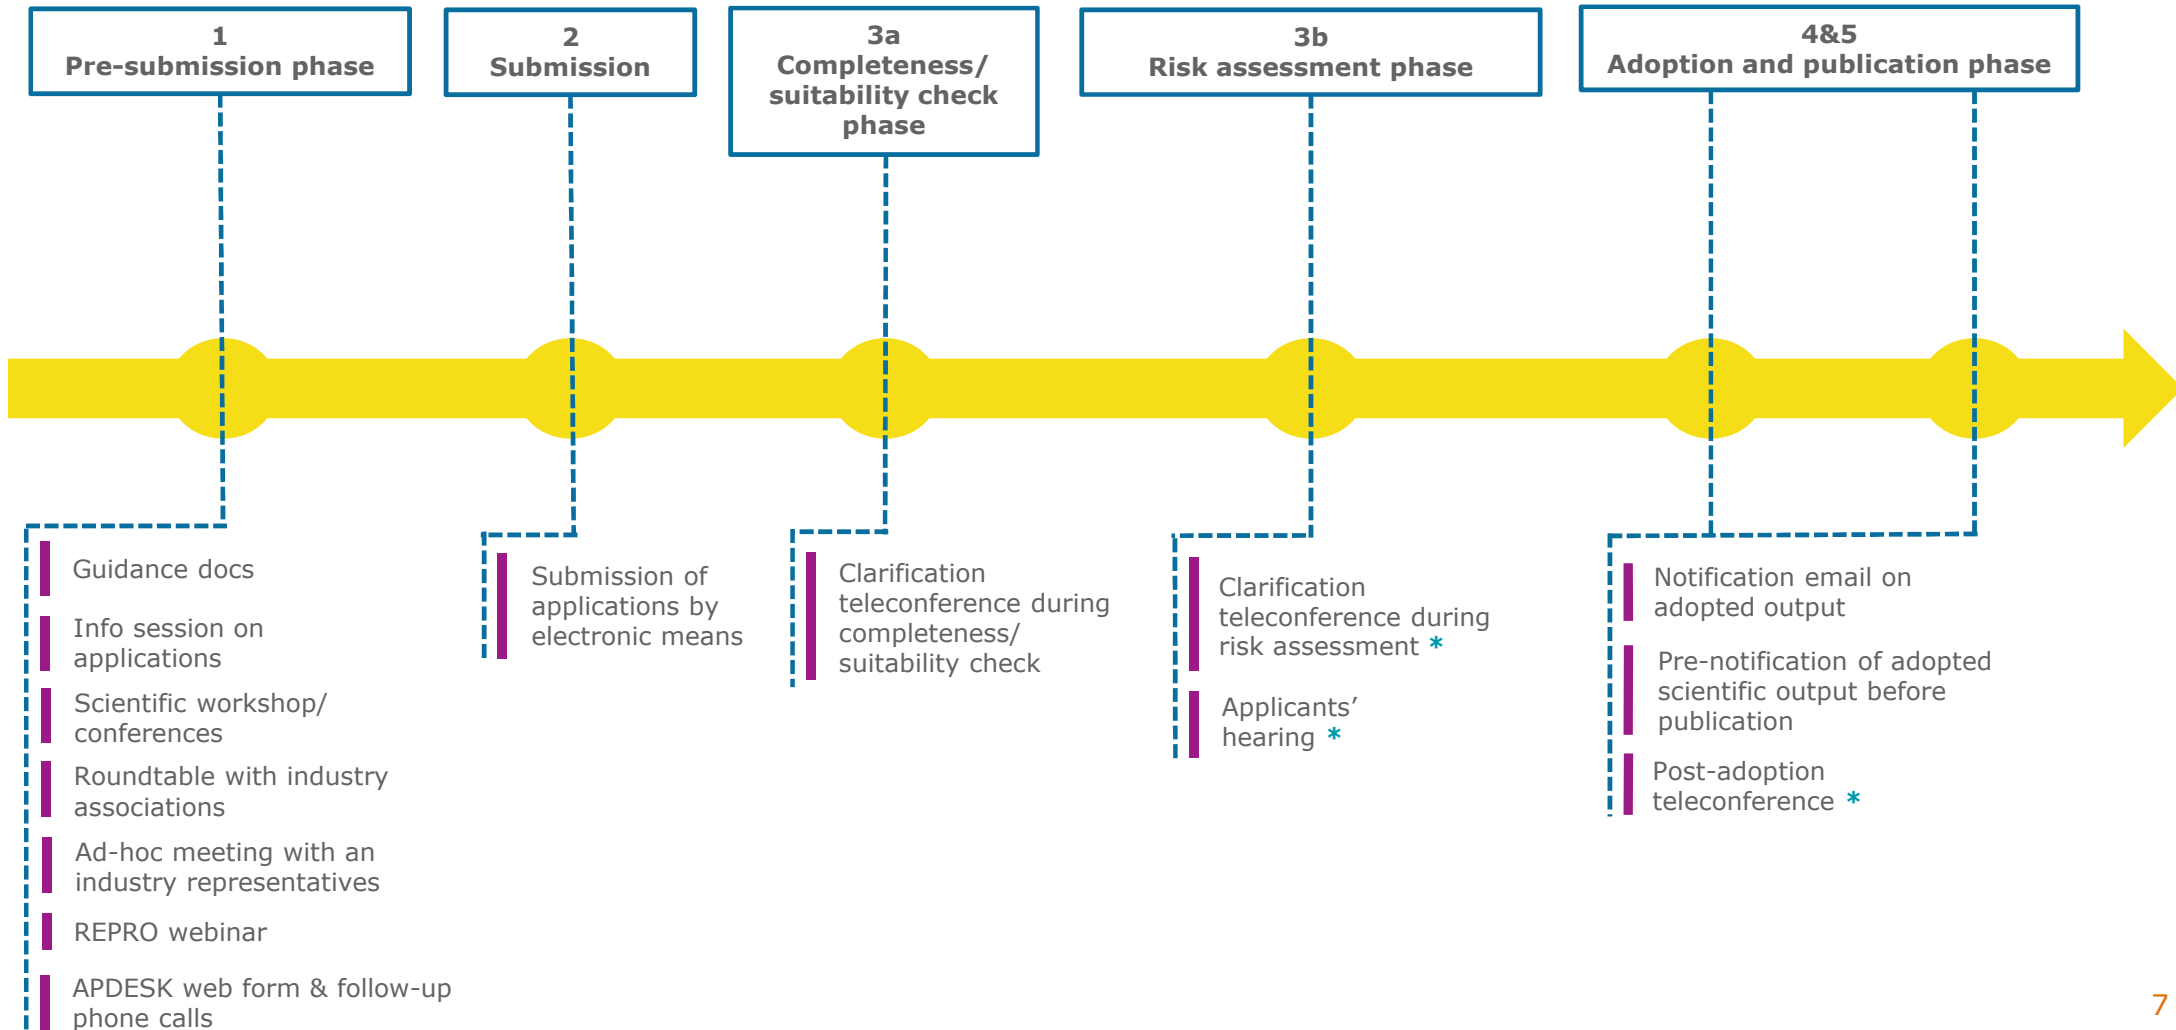 1
Pre-submission phase
2
Submission
3a
Completeness/
suitability check
phase
3b
Risk assessment phase
4&5
Adoption and publication phase
Guidance docs
Info session on
applications
Scientific workshop/
conferences
Roundtable with industry
associations
Ad-hoc meeting with an
industry representatives
REPRO webinar
APDESK web form & follow-up
phone calls
Submission of
applications by
electronic means
Clarification
teleconference during
completeness/
suitability check
Clarification
teleconference during
risk assessment *
Applicants’
hearing *
Notification email on
adopted output
Pre-notification of adopted
scientific output before
publication
Post-adoption
teleconference *
7